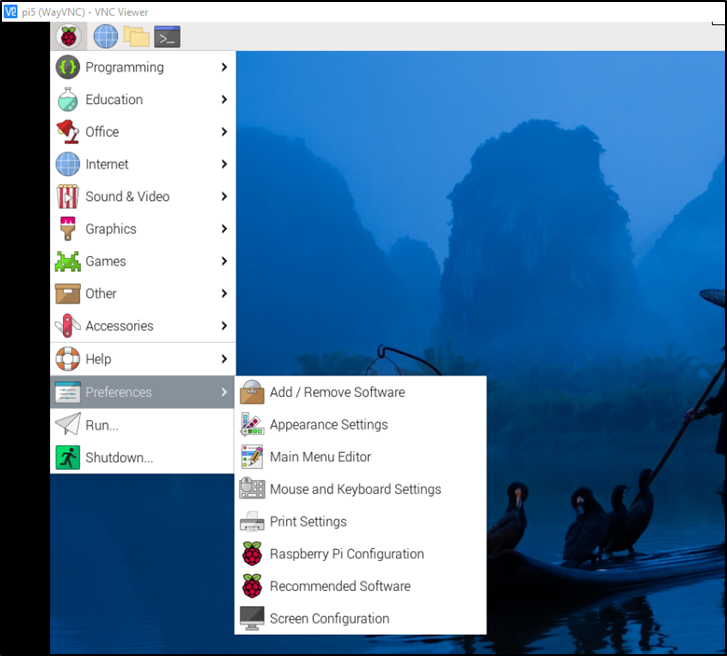 VE pi5 (WayVNC) - VNC Viewer
>_
Programming
Education
Office
Internet
Sound & Video
Graphics
Games
Other
Accessories
Help
Preferences
Run...
Shutdown...
Add / Remove Software
Appearance Settings
Main Menu Editor
Mouse and Keyboard Settings
Print Settings
Raspberry Pi Configuration
Recommended Software
Screen Configuration